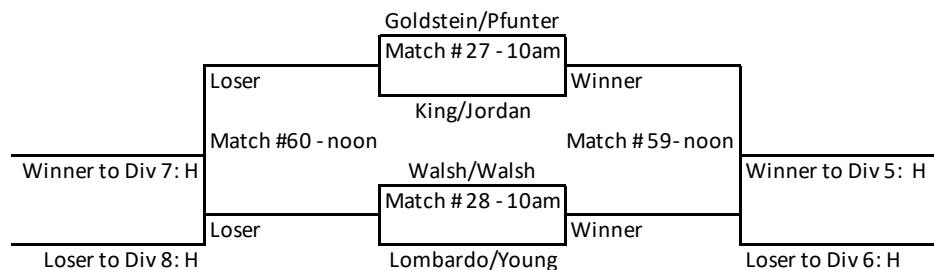 Goldstein/Pfunter
Match # 27 - 10am
Loser
Winner
King/Jordan
Match #60 - noon
Match #59- noon
Winner to Div 7: H
Walsh/Walsh
Winner to Div 5: H
Match # 28 - 10am
Loser
Winner
Loser to Div 8: H
Lombardo/Young
Loser to Div 6: H